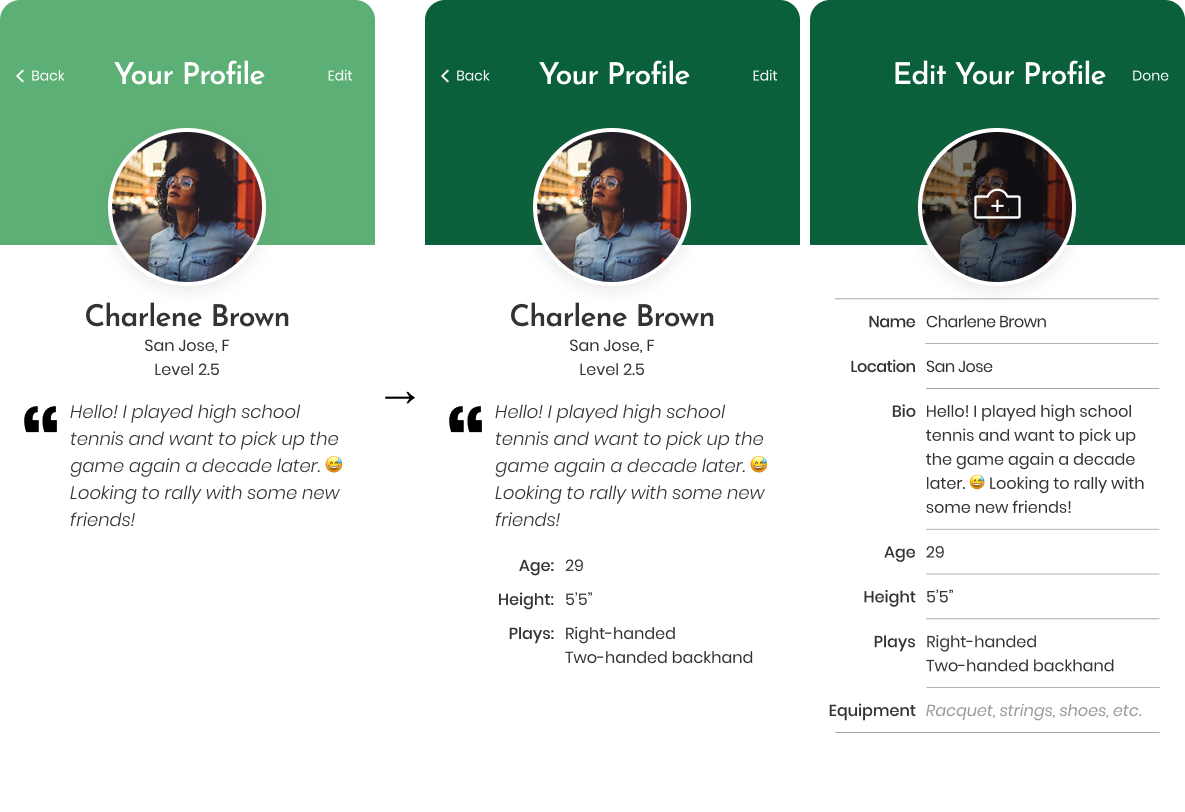 Back
Your Profile
Edit
Charlene Brown
San Jose, F
Level 2.5
“ Hello! I played high school
tennis and want to pick up the
game again a decade later. 😅
Looking to rally with some new
friends!
→
Back
Your Profile
Edit
Charlene Brown
San Jose, F
Level 2.5
“ Hello! I played high school
tennis and want to pick up the
game again a decade later. 😅
Looking to rally with some new
friends!
Age: 29
Height: 5’5”
Plays: Right-handed
Two-handed backhand
Edit Your Profile
Done
Name Charlene Brown
Location San Jose
Bio Hello! I played high school
tennis and want to pick up
the game again a decade
later. 😅 Looking to rally with
some new friends!
Age 29
Height 5’5”
Plays Right-handed
Two-handed backhand
Equipment Racquet, strings, shoes, etc.